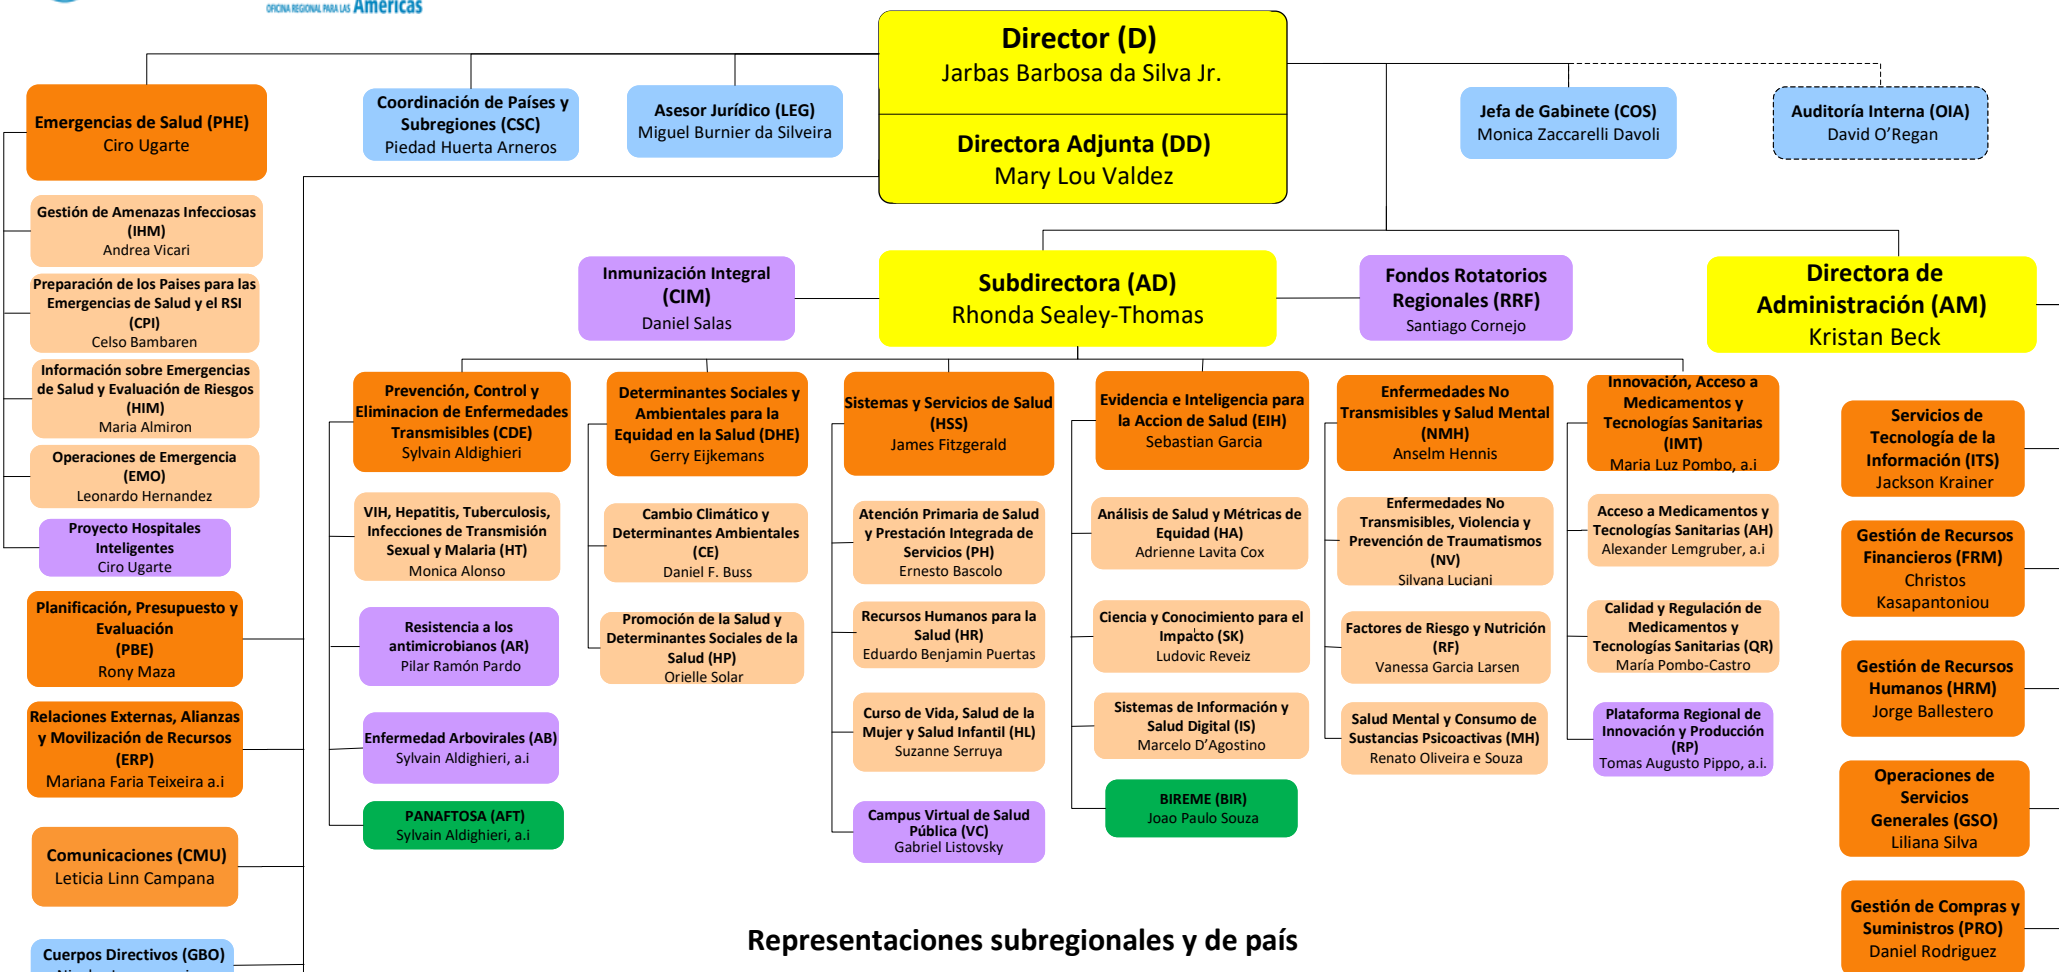 OFICINA REGIONAL PARA LAS Américas
Director (D)
Jarbas Barbosa da Silva Jr.
Directora Adjunta (DD)
Mary Lou Valdez
Emergencias de Salud (PHE)
Ciro Ugarte
Coordinación de Países y
Subregiones (CSC)
Piedad Huerta Arneros
Asesor Jurídico (LEG)
Miguel Burnier da Silveira
Jefa de Gabinete (COS)
Monica Zaccarelli Davoli
Auditoría Interna (OIA)
David O’Regan
Gestión de Amenazas Infecciosas
(IHM)
Andrea Vicari
Preparación de los Paises para las
Emergencias de Salud y el RSI
(CPI)
Celso Bambaren
Información sobre Emergencias
de Salud y Evaluación de Riesgos
(HIM)
Maria Almiron
Operaciones de Emergencia
(EMO)
Leonardo Hernandez
Proyecto Hospitales
Inteligentes
Ciro Ugarte
Planificación, Presupuesto y
Evaluación
(PBE)
Rony Maza
Relaciones Externas, Alianzas
y Movilización de Recursos
(ERP)
Mariana Faria Teixeira a.i
Comunicaciones (CMU)
Leticia Linn Campana
Cuerpos Directivos (GBO)
Inmunización Integral
(CIM)
Daniel Salas
Subdirectora (AD)
Rhonda Sealey-Thomas
Fondos Rotatorios
Regionales (RRF)
Santiago Cornejo
Directora de
Administración (AM)
Kristan Beck
Prevención, Control y
Eliminacion de Enfermedades
Transmisibles (CDE)
Sylvain Aldighieri
VIH, Hepatitis, Tuberculosis,
Infecciones de Transmisión
Sexual y Malaria (HT)
Monica Alonso
Resistencia a los
antimicrobianos (AR)
Pilar Ramón Pardo
Enfermedad Arbovirales (AB)
Sylvain Aldighieri, a.i
PANAFTOSA (AFT)
Sylvain Aldighieri, a.i
Determinantes Sociales y
Ambientales para la
Equidad en la Salud (DHE)
Gerry Eijkemans
Cambio Climático y
Determinantes Ambientales
(CE)
Daniel F. Buss
Promoción de la Salud y
Determinantes Sociales de la
Salud (HP)
Orielle Solar
Sistemas y Servicios de Salud
(HSS)
James Fitzgerald
Atención Primaria de Salud
y Prestación Integrada de
Servicios (PH)
Ernesto Bascolo
Recursos Humanos para la
Salud (HR)
Eduardo Benjamin Puertas
Curso de Vida, Salud de la
Mujer y Salud Infantil (HL)
Suzanne Serruya
Campus Virtual de Salud
Pública (VC)
Gabriel Listovsky
Evidencia e Inteligencia para
la Accion de Salud (EIH)
Sebastian Garcia
Análisis de Salud y Métricas de
Equidad (HA)
Adrienne Lavita Cox
Ciencia y Conocimiento para el
Impacto (SK)
Ludovic Reveiz
Sistemas de Información y
Salud Digital (IS)
Marcelo D’Agostino
BIREME (BIR)
Joao Paulo Souza
Enfermedades No
Transmisibles y Salud Mental
(NMH)
Anselm Hennis
Enfermedades No
Transmisibles, Violencia y
Prevención de Traumatismos
(NV)
Silvana Luciani
Factores de Riesgo y Nutrición
(RF)
Vanessa Garcia Larsen
Salud Mental y Consumo de
Sustancias Psicoactivas (MH)
Renato Oliveira e Souza
Innovación, Acceso a
Medicamentos y
Tecnologías Sanitarias
(IMT)
Maria Luz Pombo, a.i
Acceso a Medicamentos y
Tecnologías Sanitarias (AH)
Alexander Lemgruber, a.i
Calidad y Regulación de
Medicamentos y
Tecnologías Sanitarias (QR)
María Pombo-Castro
Plataforma Regional de
Innovación y Producción
(RP)
Tomas Augusto Pippo, a.i.
Servicios de
Tecnología de la
Información (ITS)
Jackson Krainer
Gestión de Recursos
Financieros (FRM)
Christos
Kasapantoniou
Gestión de Recursos
Humanos (HRM)
Jorge Ballestero
Operaciones de
Servicios
Generales (GSO)
Liliana Silva
Gestión de Compras y
Suministros (PRO)
Daniel Rodriguez
Representaciones subregionales y de país